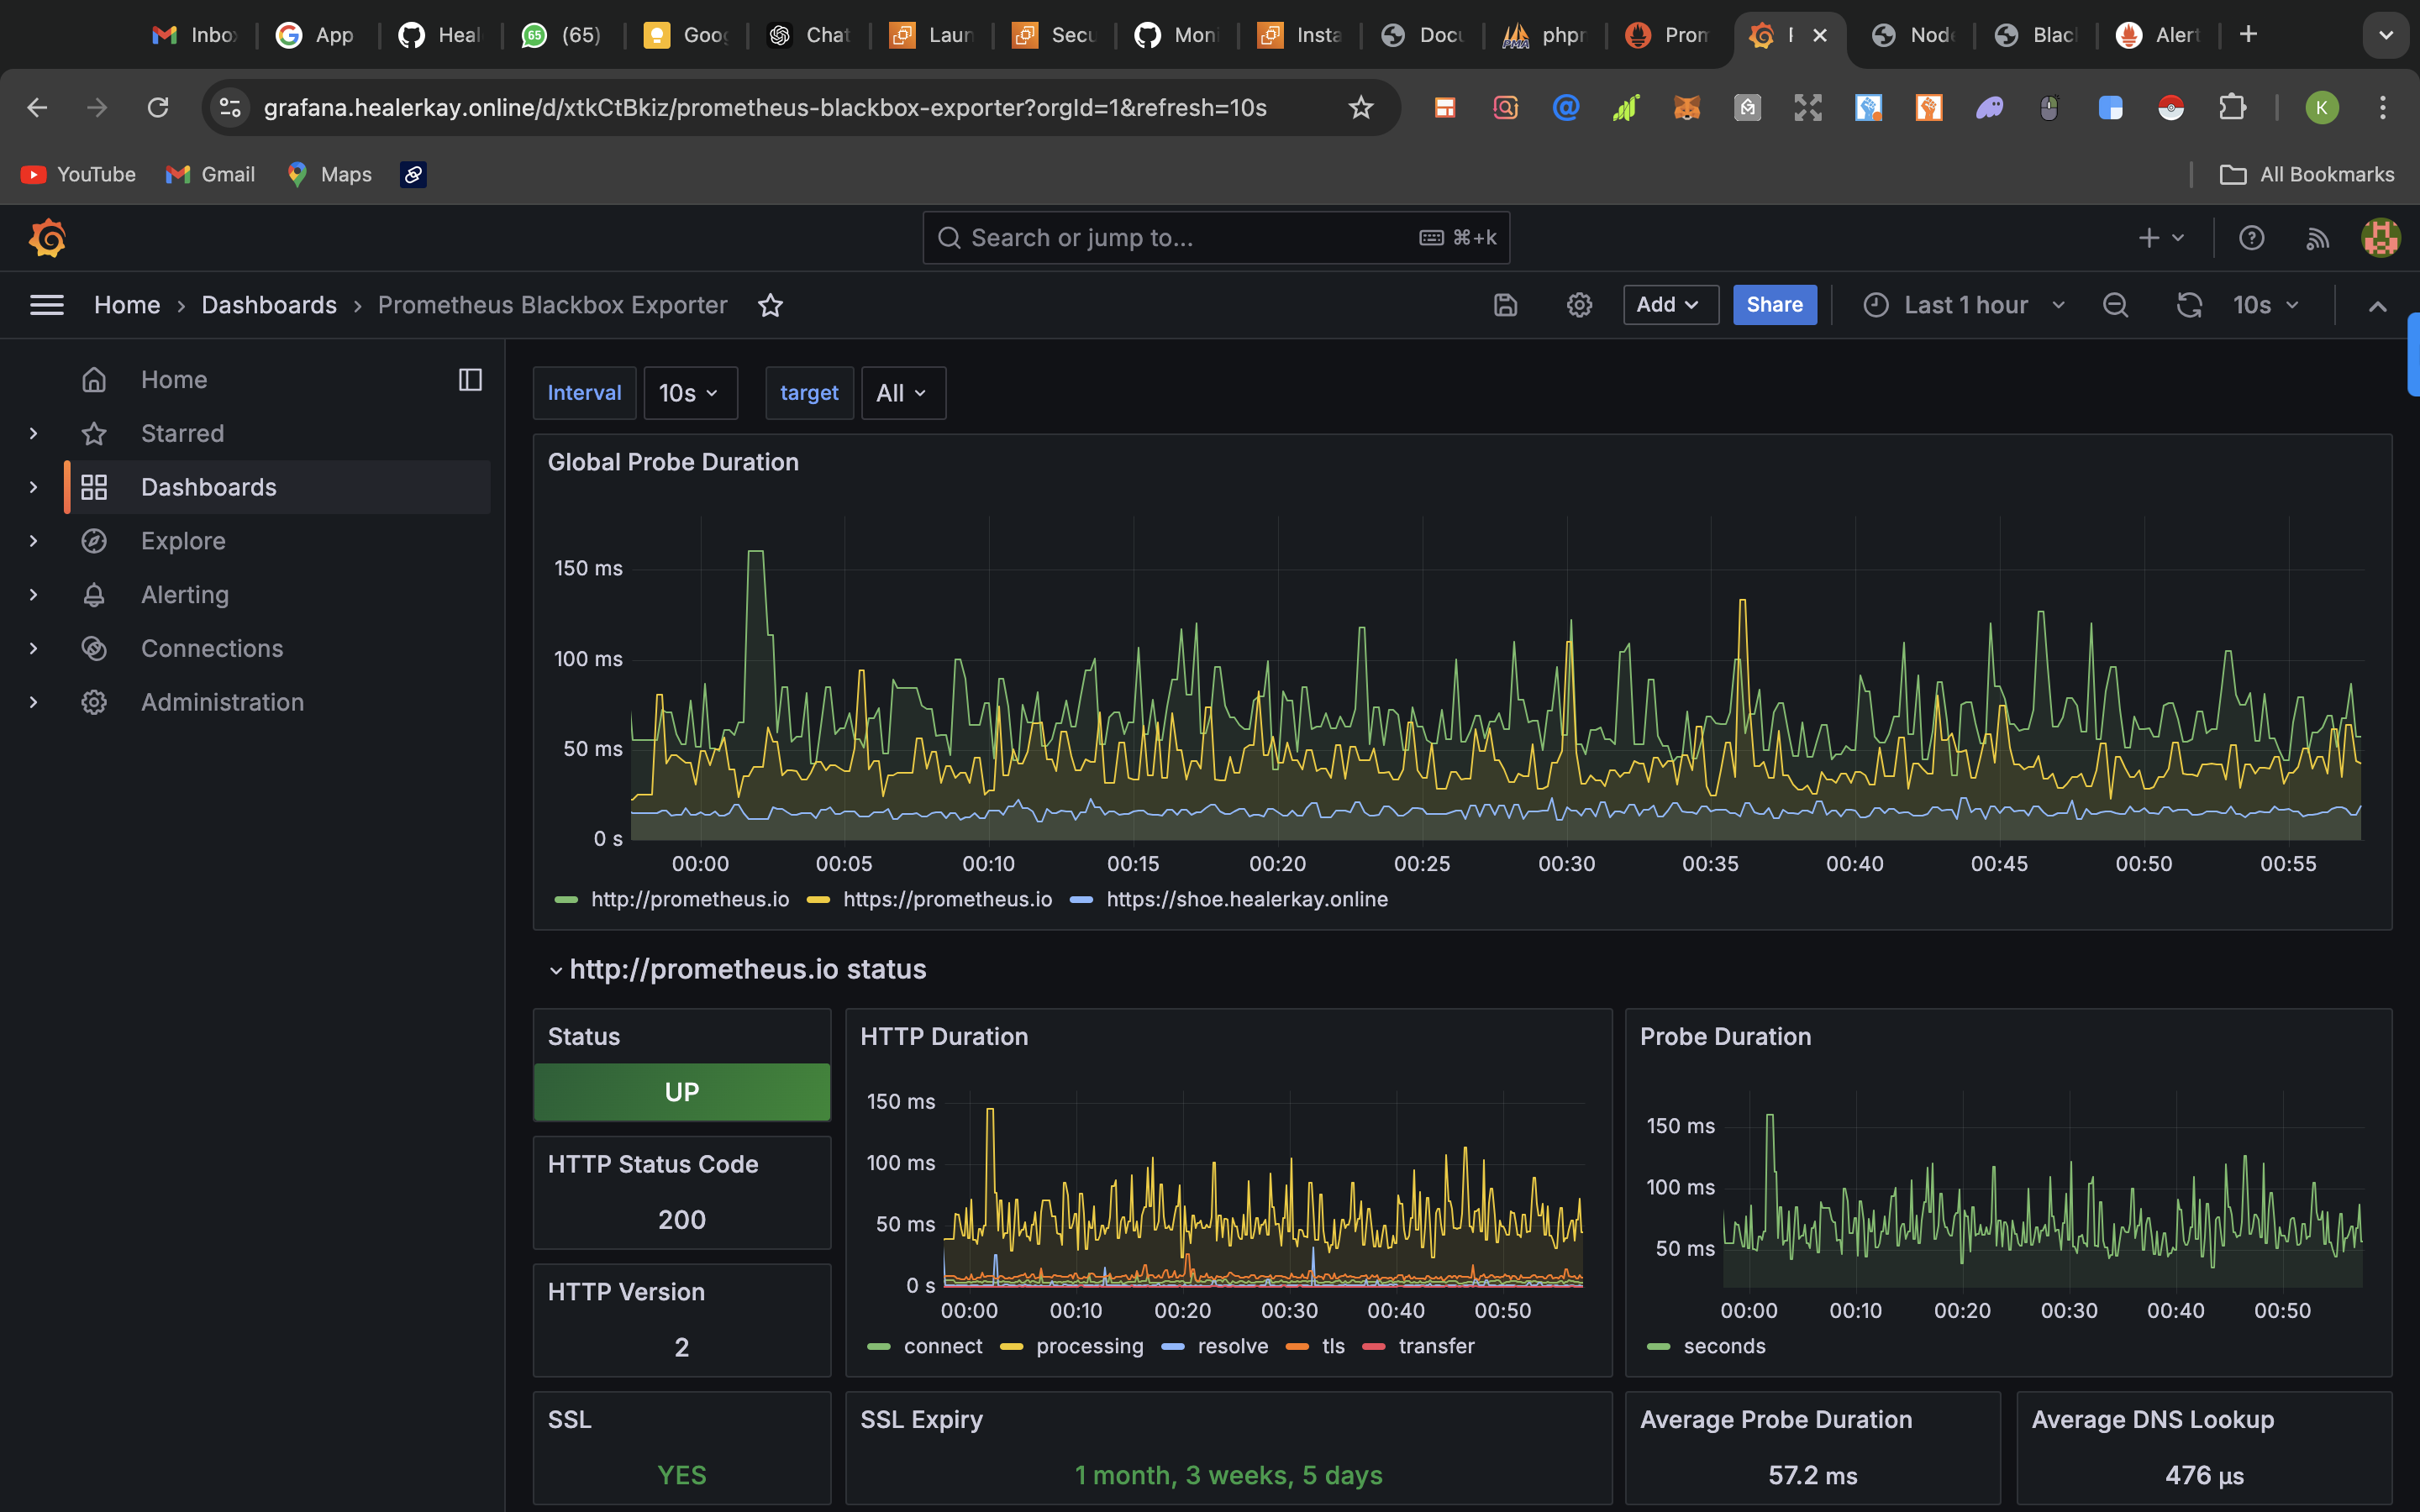 Inbo App Heal (65) Goog Chat Laun Secu Moni Insta Docu phpr Prom Node Blac Alert
grafana.healerkay.online/d/xtkCtBkiz/prometheus-blackbox-exporter?orgId=1&refresh=10s K
YouTube Gmail Maps All Bookmarks
Search or jump to... ⌘+k
Home › Dashboards › Prometheus Blackbox Exporter Add Share Last 1 hour 10s
Home
Starred
Dashboards
Explore
Alerting
Connections
Administration
Interval 10s target All
Global Probe Duration
150 ms
100 ms
50 ms
0 s
00:00 00:05 00:10 00:15 00:20 00:25 00:30 00:35 00:40 00:45 00:50 00:55
http://prometheus.io https://prometheus.io https://shoe.healerkay.online
http://prometheus.io status
Status
UP
HTTP Status Code
200
HTTP Version
2
SSL
YES
HTTP Duration
150 ms
100 ms
50 ms
0 s
00:00 00:10 00:20 00:30 00:40 00:50
connect processing resolve tls transfer
SSL Expiry
1 month, 3 weeks, 5 days
Probe Duration
150 ms
100 ms
50 ms
00:00 00:10 00:20 00:30 00:40 00:50
seconds
Average Probe Duration
57.2 ms
Average DNS Lookup
476 µs